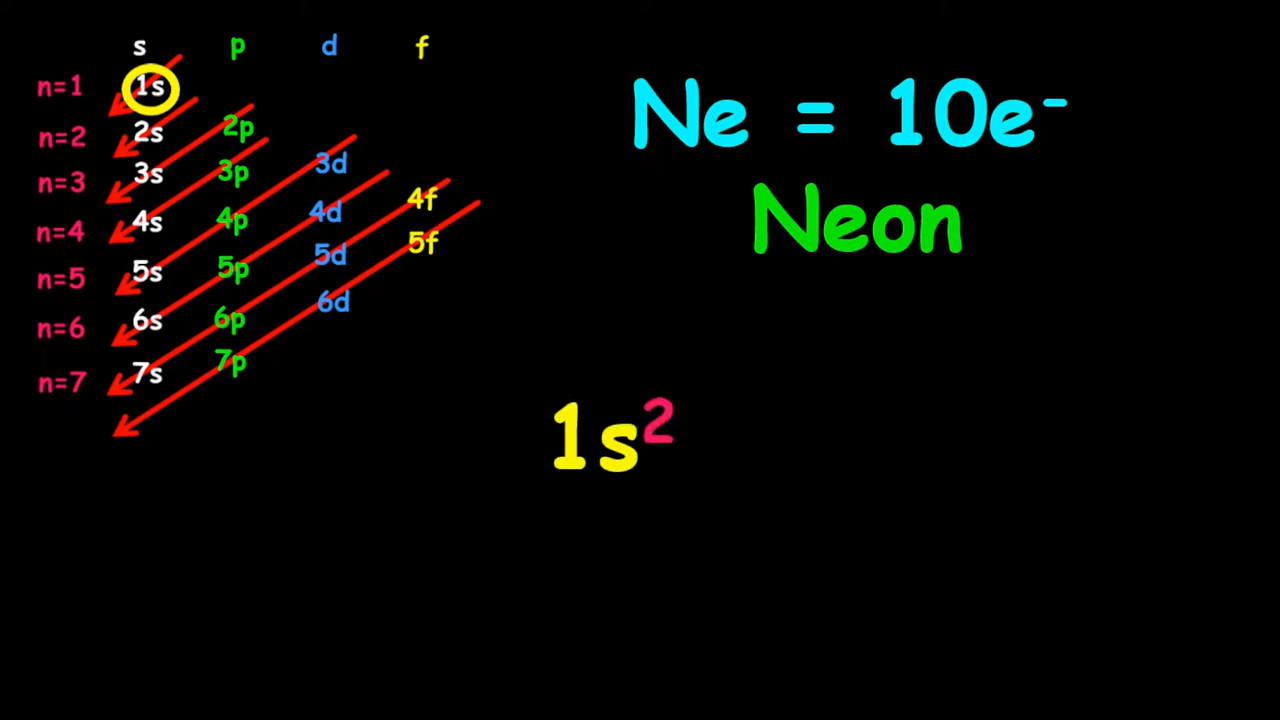 s p d f
n=1 1s
n=2 2s 2p
n=3 3s 3p 3d
n=4 4s 4p 4d 4f
n=5 5s 5p 5d 5f
n=6 6s 6p 6d
n=7 7s 7p
Ne = 10e⁻
Neon
1s²